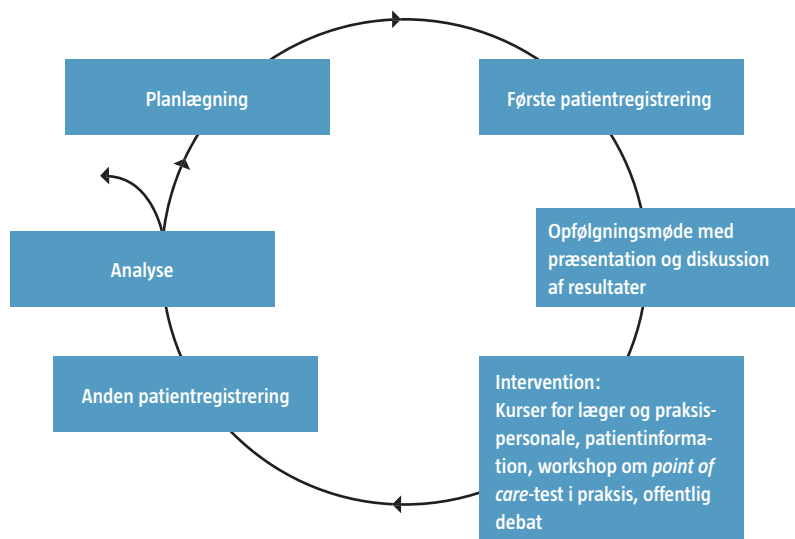 Planlægning
Første patientregistrering
Opfølgningsmøde med
præsentation og diskussion
af resultater
Intervention:
Kurser for læger og praksis-
personale, patientinforma-
tion, workshop om point of
care-test i praksis, offentlig
debat
Anden patientregistrering
Analyse